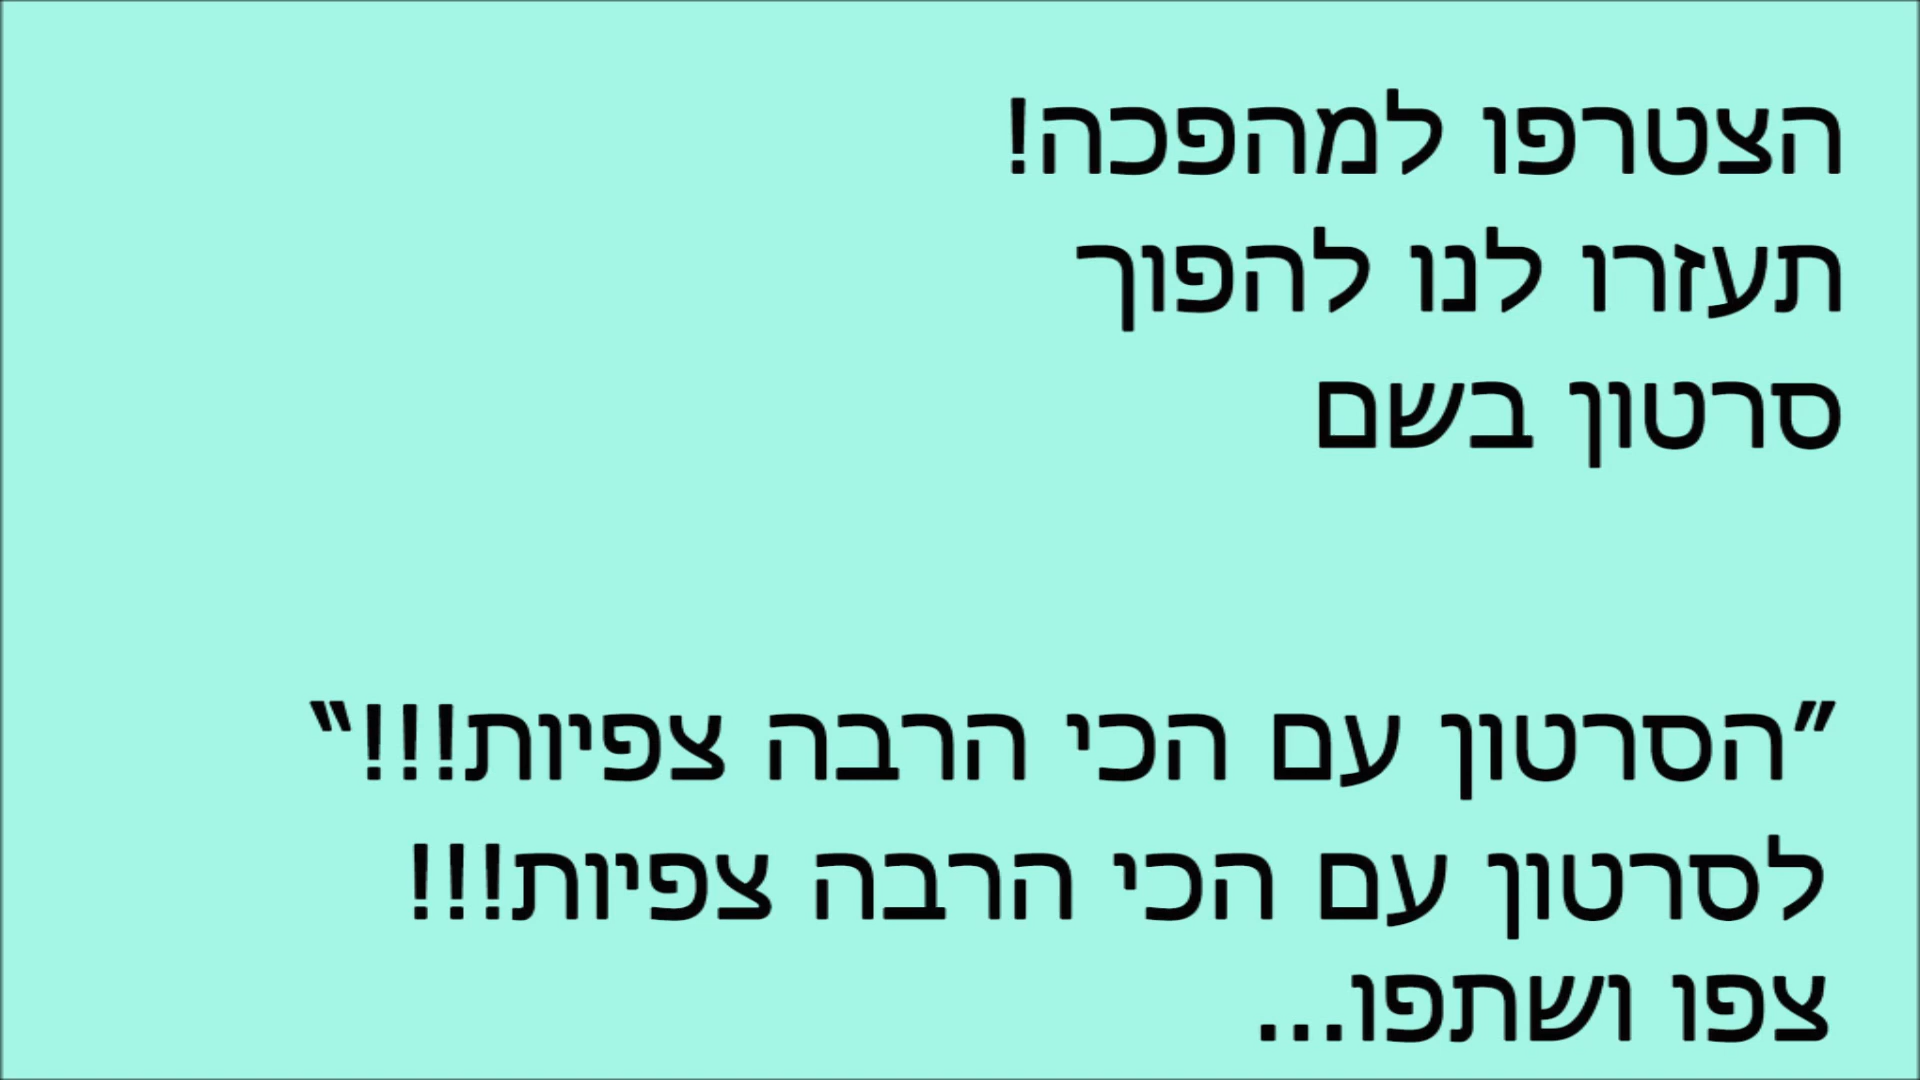 הצטרפו למהפכה!
תעזרו לנו להפוך
סרטון בשם
”הסרטון עם הכי הרבה צפיות!!!“
לסרטון עם הכי הרבה צפיות!!!
צפו ושתפו...